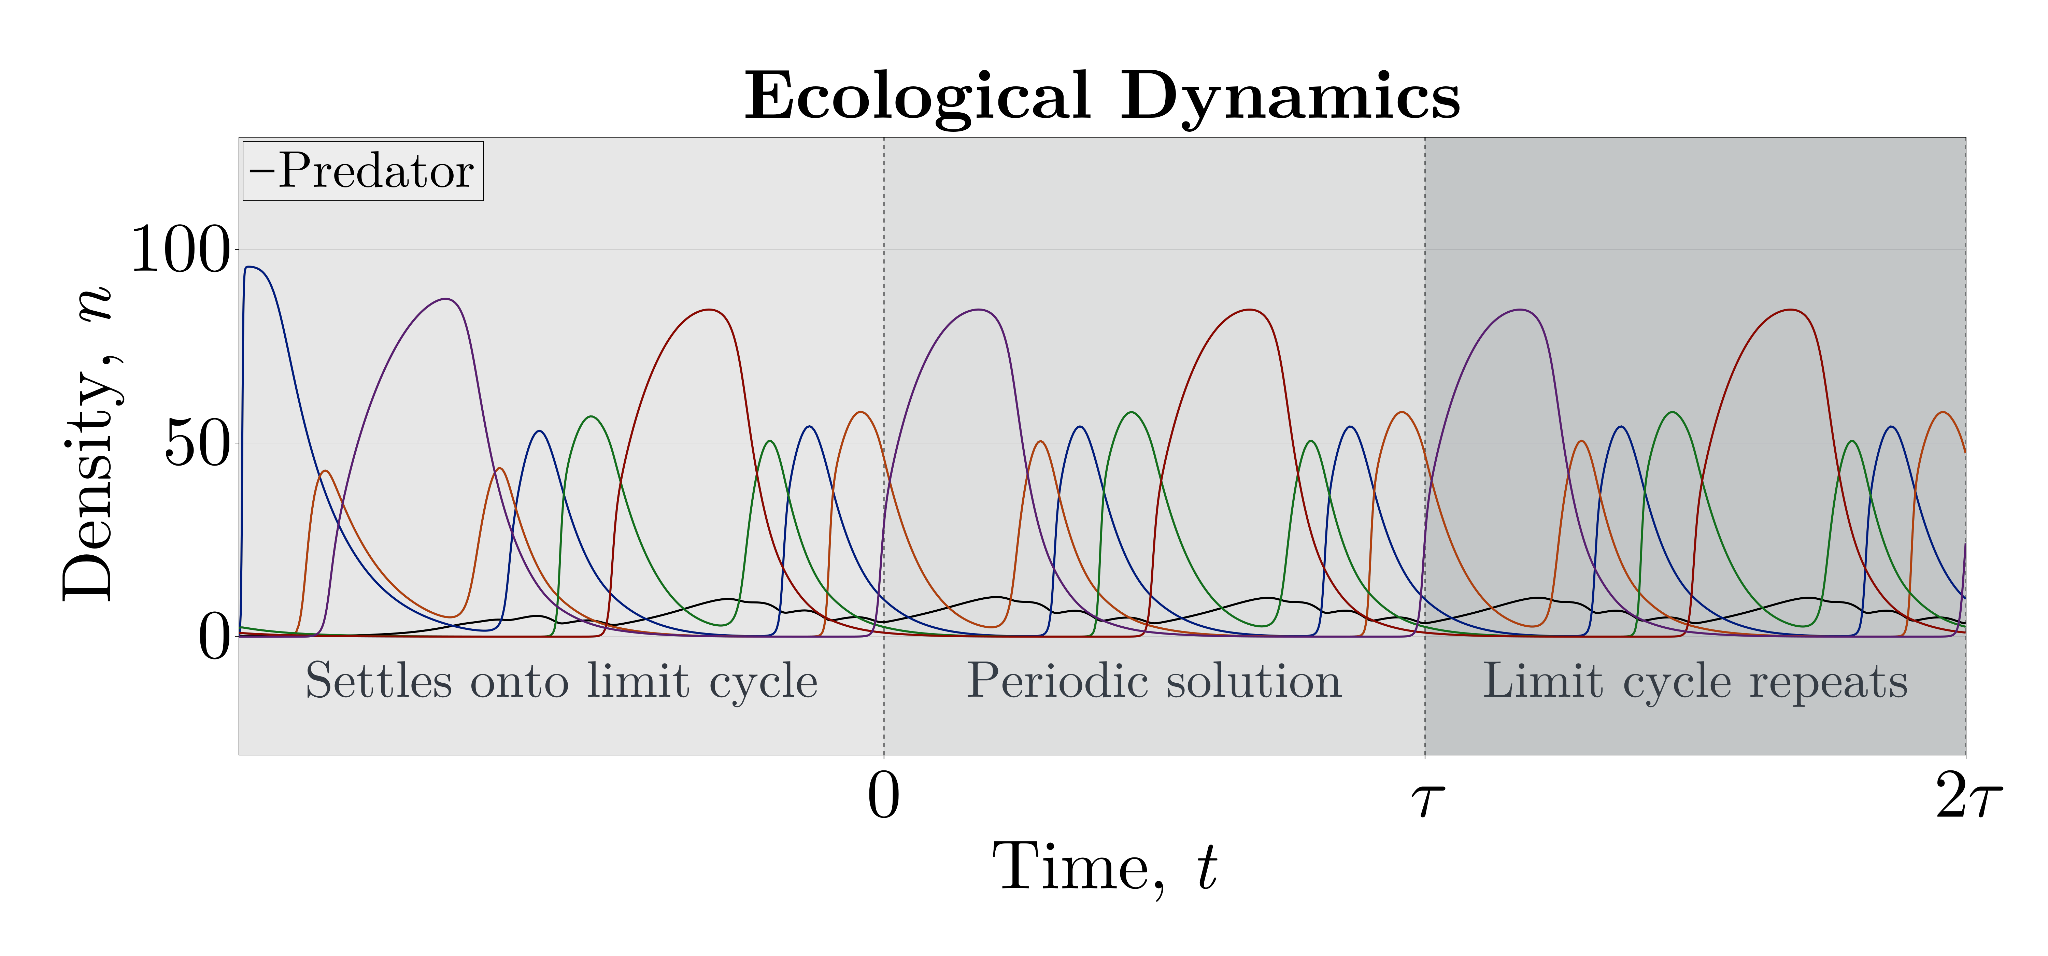 Ecological Dynamics
–Predator
100
50
0
Density, n
Settles onto limit cycle
Periodic solution
Limit cycle repeats
0
τ
2τ
Time, t